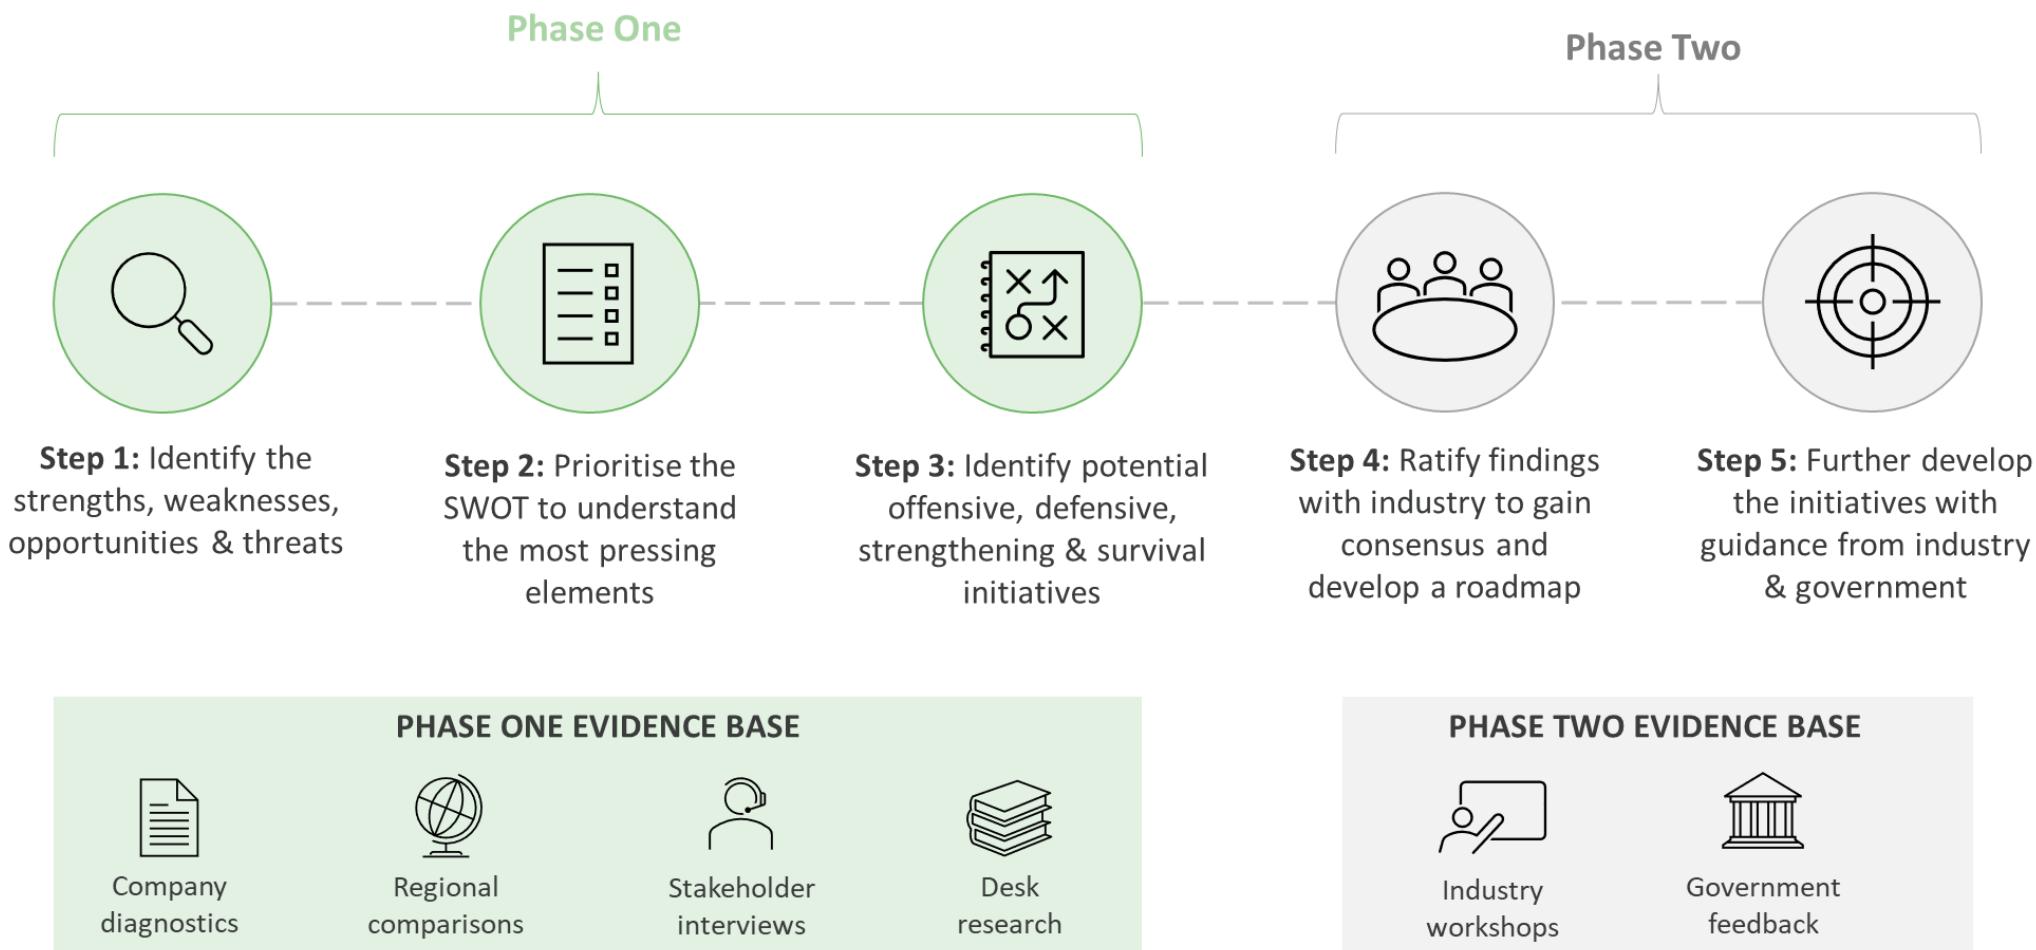 Phase One
Phase Two
Step 1: Identify the
strengths, weaknesses,
opportunities & threats
Step 2: Prioritise the
SWOT to understand
the most pressing
elements
Step 3: Identify potential
offensive, defensive,
strengthening & survival
initiatives
Step 4: Ratify findings
with industry to gain
consensus and
develop a roadmap
Step 5: Further develop
the initiatives with
guidance from industry
& government
PHASE ONE EVIDENCE BASE
Company
diagnostics
Regional
comparisons
Stakeholder
interviews
Desk
research
PHASE TWO EVIDENCE BASE
Industry
workshops
Government
feedback